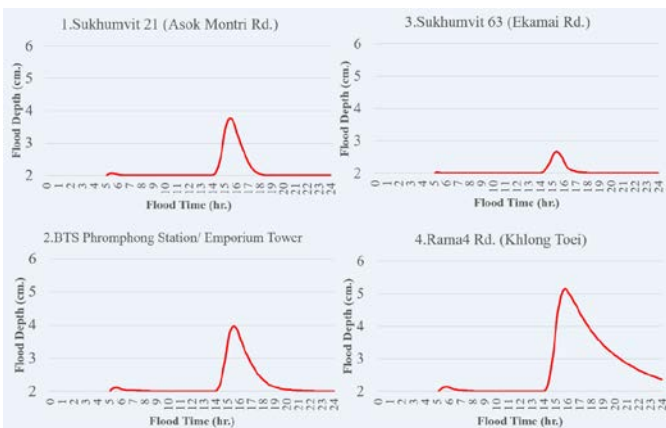 1.Sukhumvit 21 (Asok Montri Rd.)
6
5
4
3
2
Flood Depth (cm.)
0 1 2 3 4 5 6 7 8 9 10 11 12 13 14 15 16 17 18 19 20 21 22 23 24
Flood Time (hr.)
3.Sukhumvit 63 (Ekamai Rd.)
6
5
4
3
2
Flood Depth (cm.)
0 1 2 3 4 5 6 7 8 9 10 11 12 13 14 15 16 17 18 19 20 21 22 23 24
Flood Time (hr.)
2.BTS Phromphong Station/ Emporium Tower
6
5
4
3
2
Flood Depth (cm.)
0 1 2 3 4 5 6 7 8 9 10 11 12 13 14 15 16 17 18 19 20 21 22 23 24
Flood Time (hr.)
4.Rama4 Rd. (Khlong Toei)
6
5
4
3
2
Flood Depth (cm.)
0 1 2 3 4 5 6 7 8 9 10 11 12 13 14 15 16 17 18 19 20 21 22 23 24
Flood Time (hr.)